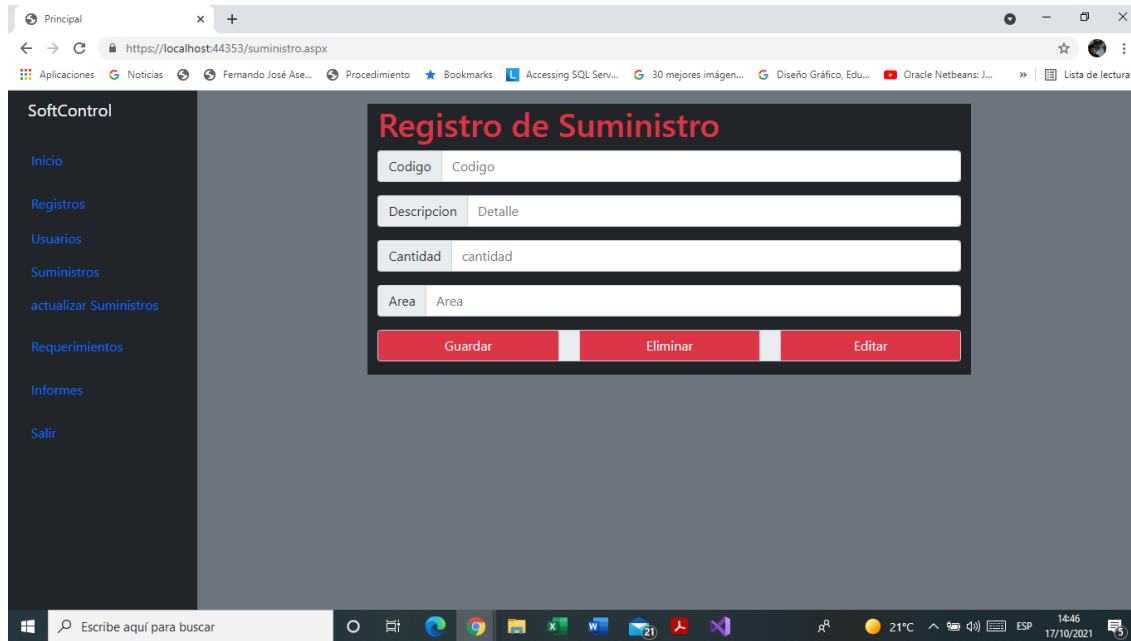 Principal
https://localhost:44353/suministro.aspx
Aplicaciones Noticias Fernando José Ase... Procedimiento Bookmarks Accessing SQL Serv... 30 mejores imágen... Diseño Gráfico, Edu... Oracle Netbeans: J... » Lista de lectura
SoftControl
Inicio
Registros
Usuarios
Suministros
actualizar Suministros
Requerimientos
Informes
Salir
Registro de Suministro
Codigo Codigo
Descripcion Detalle
Cantidad cantidad
Area Area
Guardar Eliminar Editar
Escribe aquí para buscar
21
21°C
ESP
14:46
17/10/2021
5